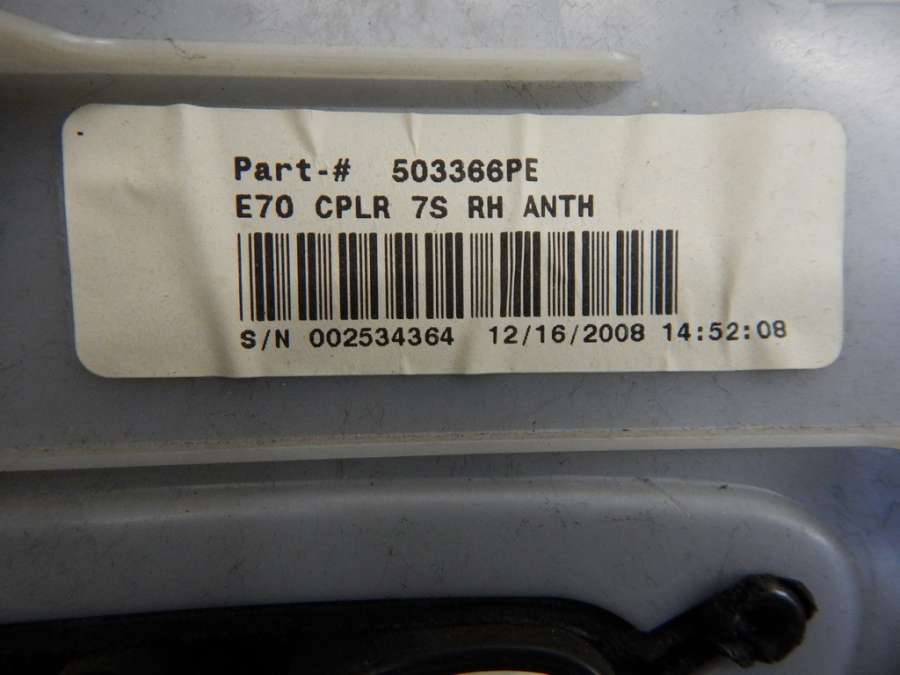 Part-# 503366PE
E70 CPLR 7S RH ANTH
S/N 002534364 12/16/2008 14:52:08